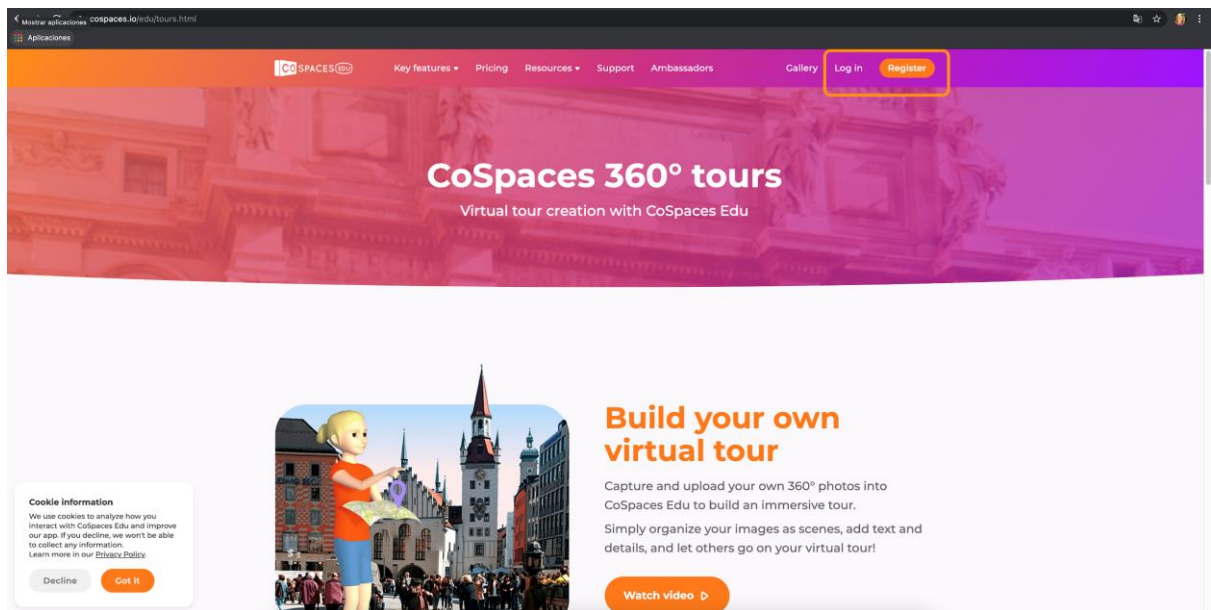 Mostrar aplicaciones cospaces.io/edu/tours.html
Aplicaciones
COSPACES EDU Key features Pricing Resources Support Ambassadors Gallery Log in Register
CoSpaces 360° tours
Virtual tour creation with CoSpaces Edu
Build your own
virtual tour
Capture and upload your own 360° photos into
CoSpaces Edu to build an immersive tour.
Simply organize your images as scenes, add text and
details, and let others go on your virtual tour!
Watch video
Cookie information
We use cookies to analyze how you
interact with CoSpaces Edu and improve
our app. If you decline, we won't be able
to collect any information.
Learn more in our Privacy Policy.
Decline Got it